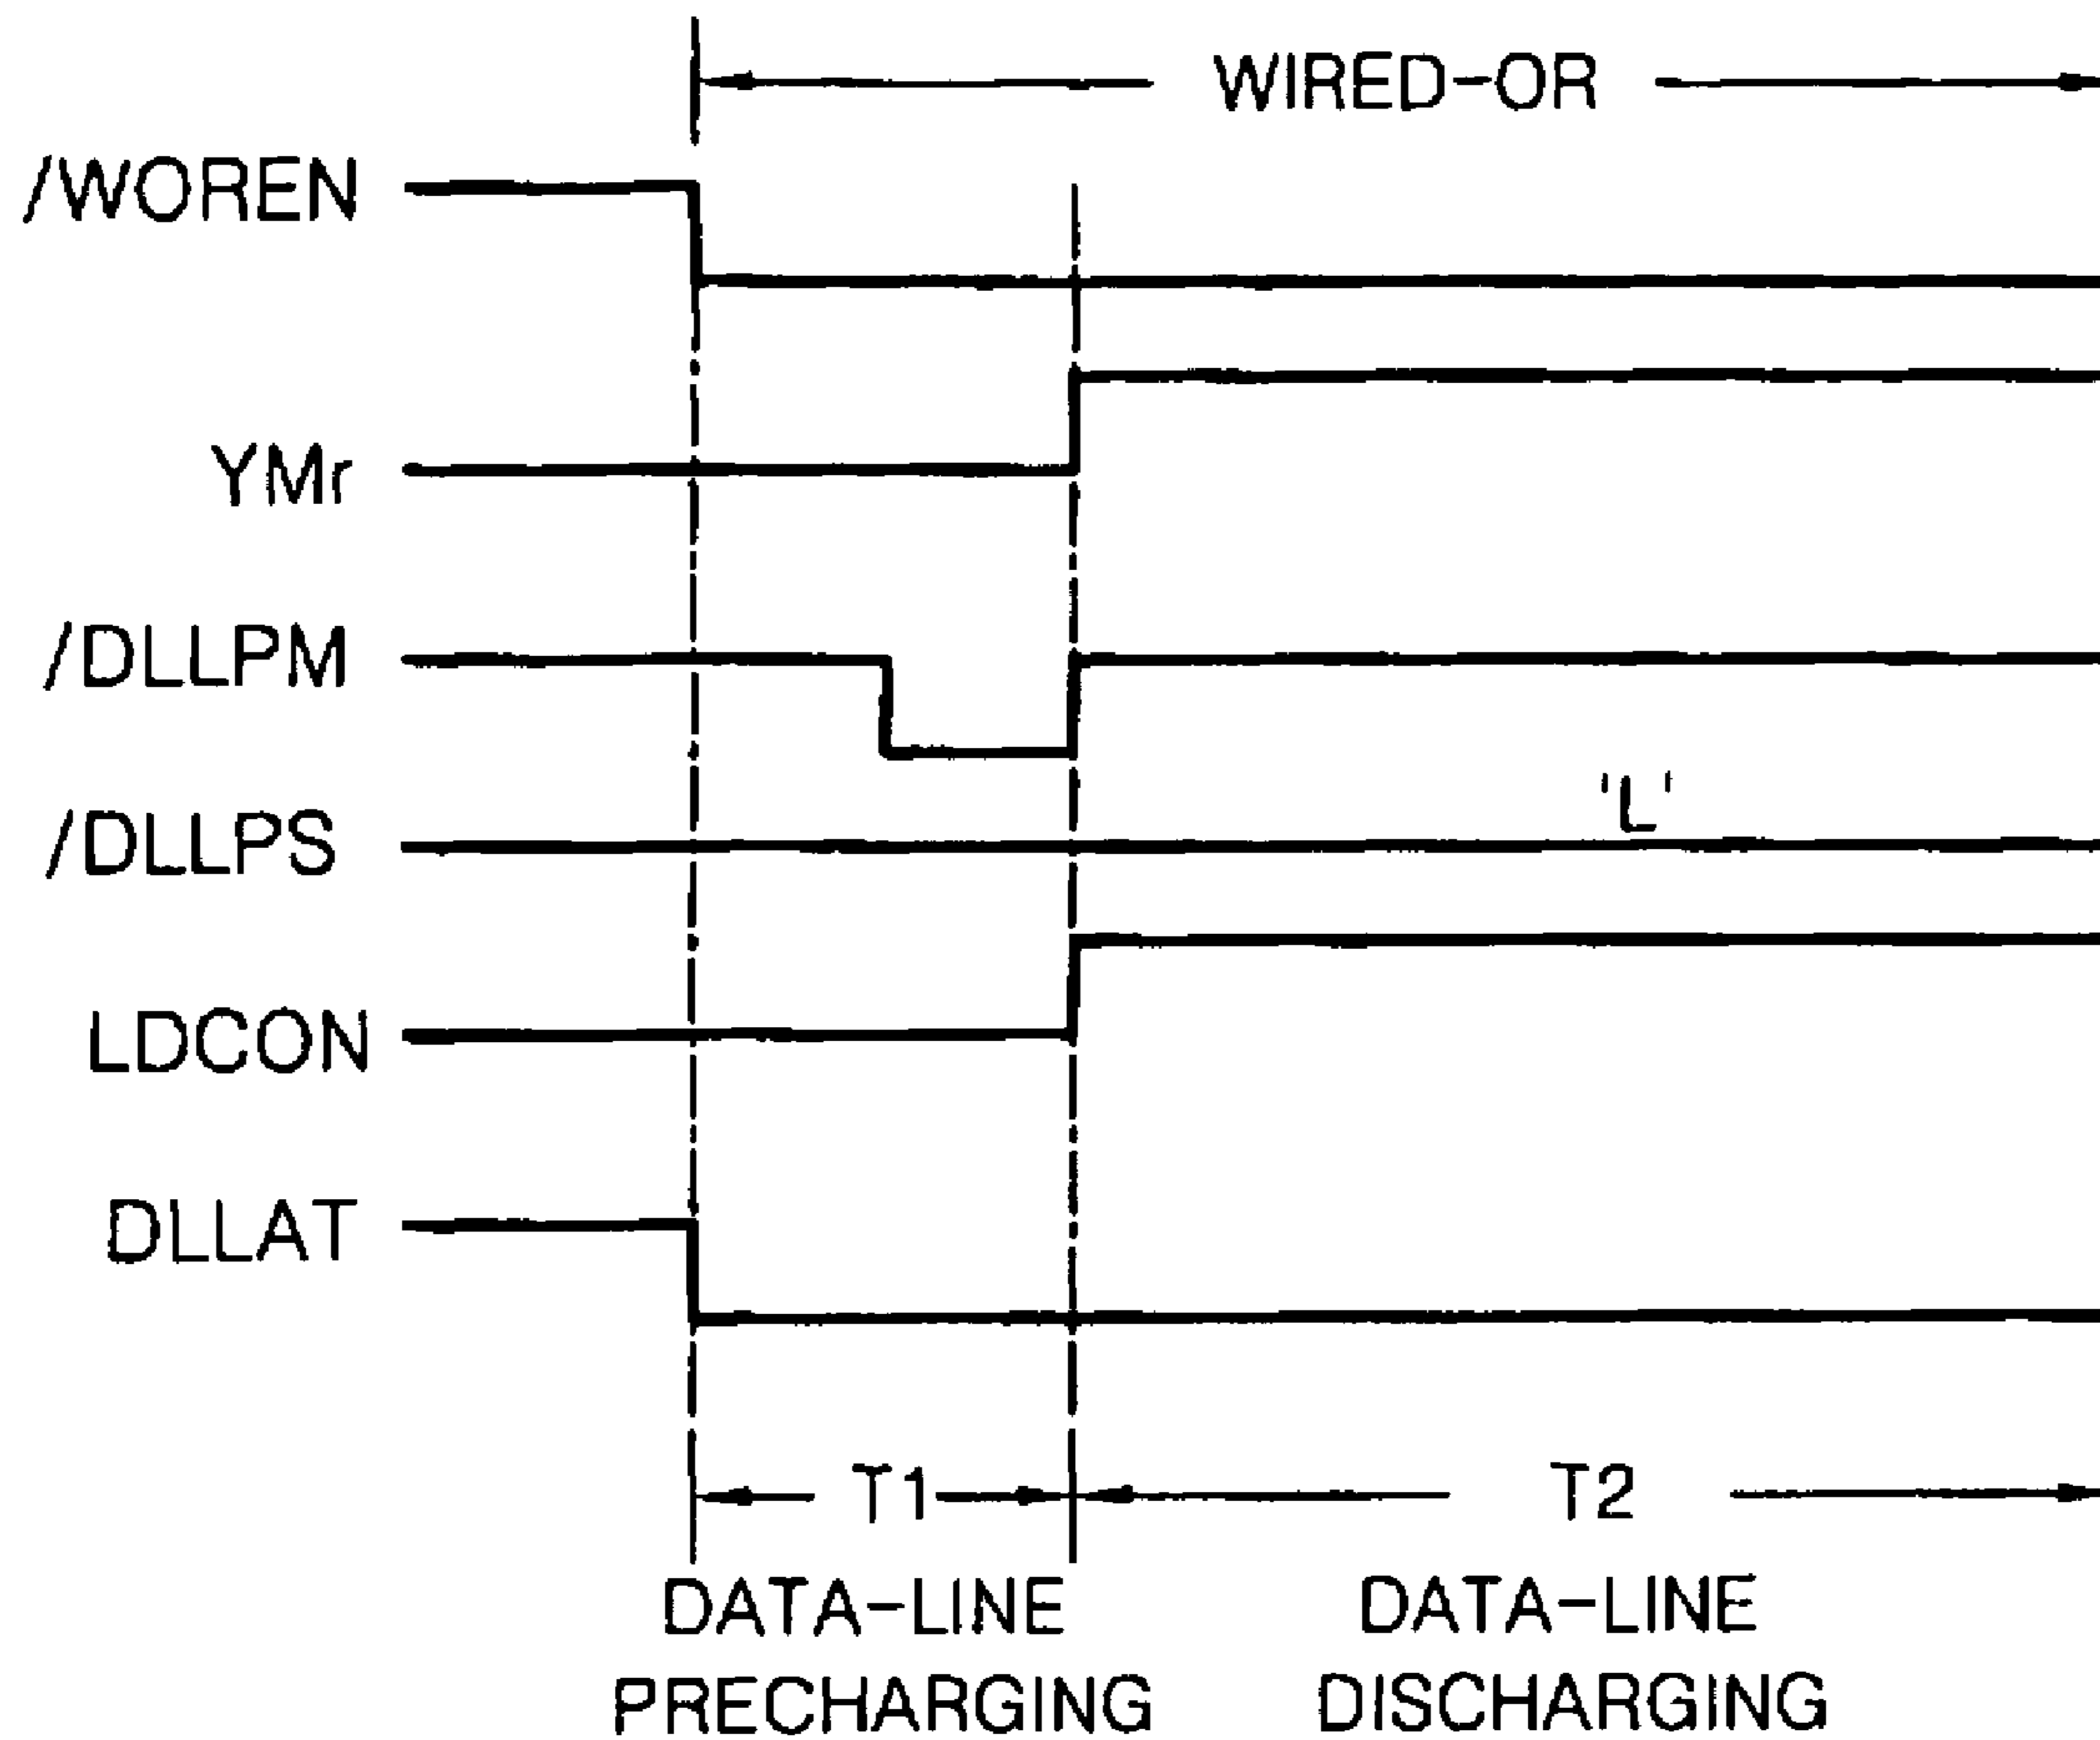 WIRED-OR
/WOREN
YMr
/DLLPM
'L'
/DLLPS
LDCON
DLLAT
T1
T2
DATA-LINE
PRECHARGING
DATA-LINE
DISCHARGING